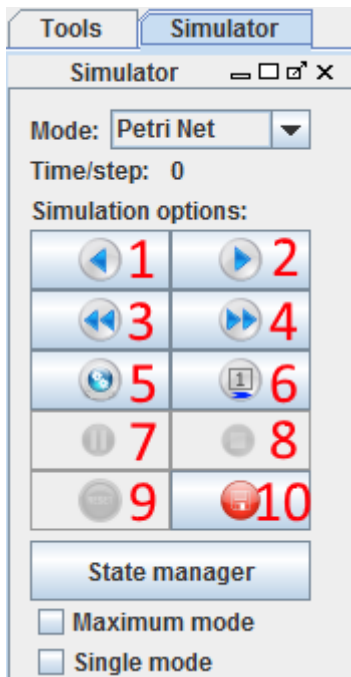 Tools Simulator
Simulator
Mode: Petri Net
Time/step: 0
Simulation options:
1 2
3 4
5 1 6
7 8
9 10
State manager
Maximum mode
Single mode